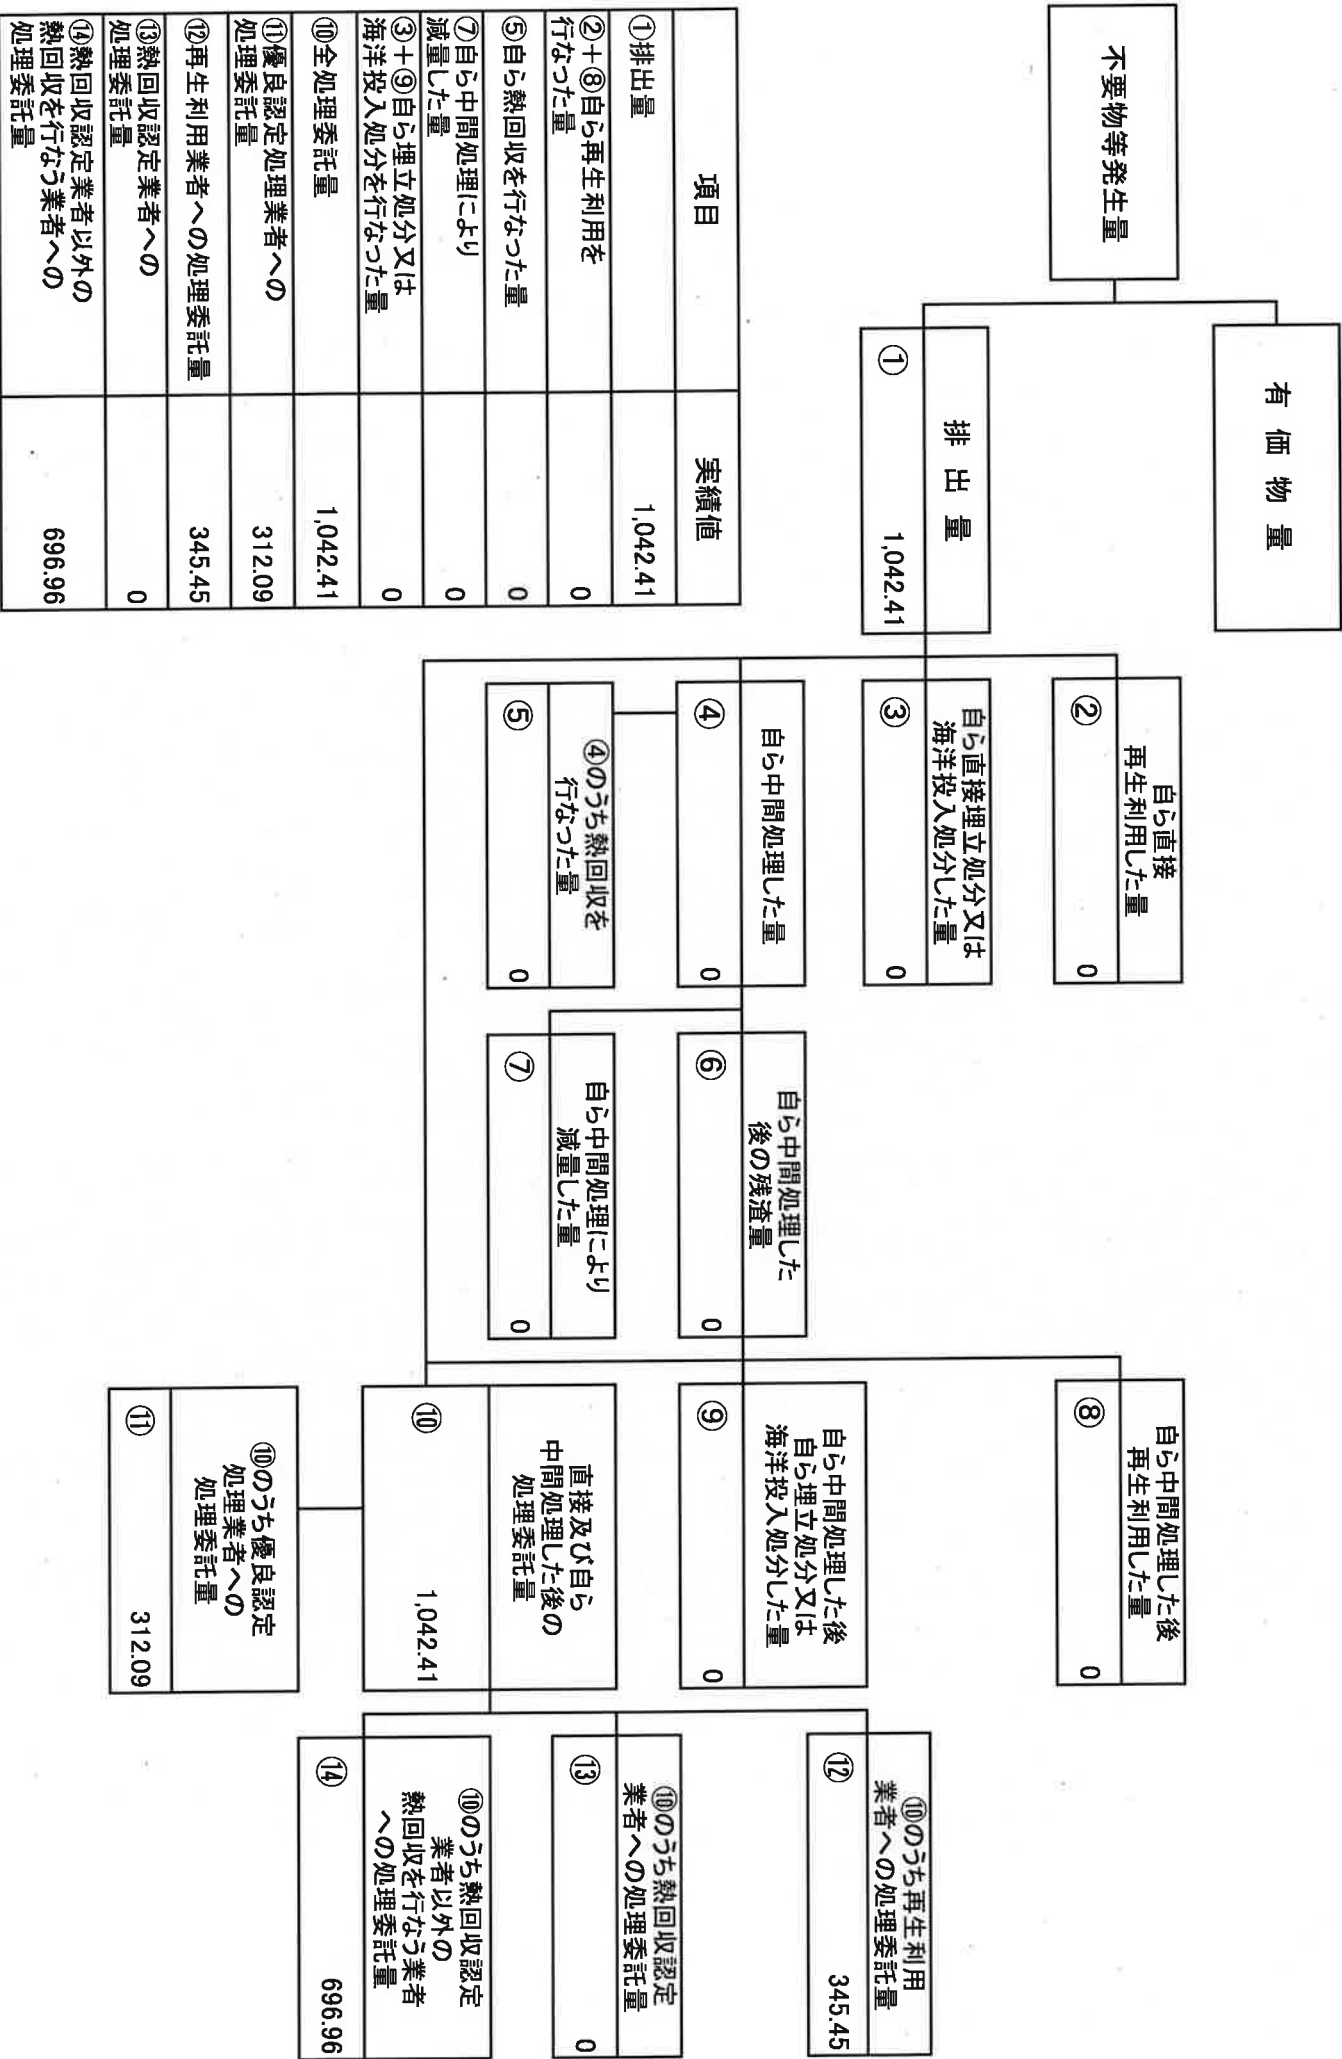 不要物等発生量
有価物量
排出量
① 1,042.41
自ら直接
再生利用した量
② 0
自ら直接埋立処分又は
海洋投入処分した量
③ 0
自ら中間処理した量
④ 0
④のうち熱回収を
行なった量
⑤ 0
自ら中間処理した
後の残渣量
⑥ 0
自ら中間処理により
減量した量
⑦ 0
自ら中間処理した後
再生利用した量
⑧ 0
自ら中間処理した後
自ら埋立処分又は
海洋投入処分した量
⑨ 0
直接及び自ら
中間処理した後の
処理委託量
⑩ 1,042.41
⑩のうち優良認定
処理業者への
処理委託量
⑪ 312.09
⑩のうち再生利用
業者への処理委託量
⑫ 345.45
⑩のうち熱回収認定
業者への処理委託量
⑬ 0
⑩のうち熱回収認定
業者以外の
熱回収を行なう業者
への処理委託量
⑭ 696.96
項目 実績値
①排出量 1,042.41
②+⑧自ら再生利用を
行なった量 0
⑤自ら熱回収を行なった量 0
⑦自ら中間処理により
減量した量 0
③+⑨自ら埋立処分又は
海洋投入処分を行なった量 0
⑩全処理委託量 1,042.41
⑪優良認定処理業者への
処理委託量 312.09
⑫再生利用業者への処理委託量 345.45
⑬熱回収認定業者への
処理委託量 0
⑭熱回収認定業者以外の
熱回収を行なう業者への
処理委託量 696.96